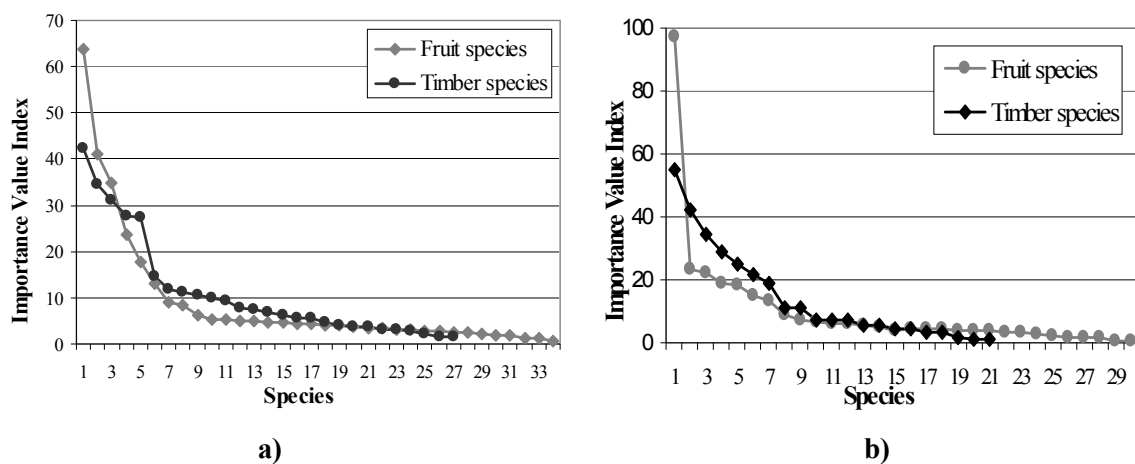 70
60
50
40
30
20
10
0
Importance Value Index
Fruit species
Timber species
1 3 5 7 9 11 13 15 17 19 21 23 25 27 29 31 33
Species
a)
100
80
60
40
20
0
Importance Value Index
Fruit species
Timber species
1 3 5 7 9 11 13 15 17 19 21 23 25 27 29
Species
b)